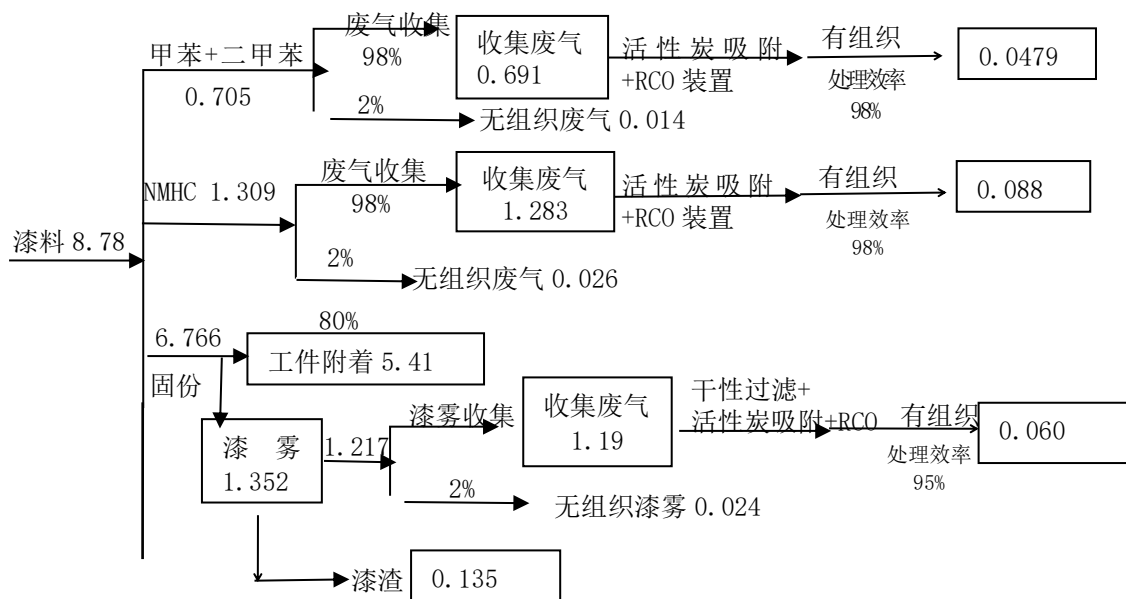 废气收集
甲苯+二甲苯
98%
收集废气
0.691
活性炭吸附
+RCO 装置
有组织
处理效率
98%
0.0479
0.705
2%
无组织废气 0.014
NMHC 1.309
废气收集
98%
收集废气
1.283
活性炭吸附
+RCO 装置
有组织
处理效率
98%
0.088
漆料 8.78
2%
无组织废气 0.026
6.766
固份
80%
工件附着 5.41
漆 雾
1.352
1.217
漆雾收集
收集废气
1.19
干性过滤+
活性炭吸附+RCO
有组织
处理效率
95%
0.060
2%
无组织漆雾 0.024
漆渣
0.135